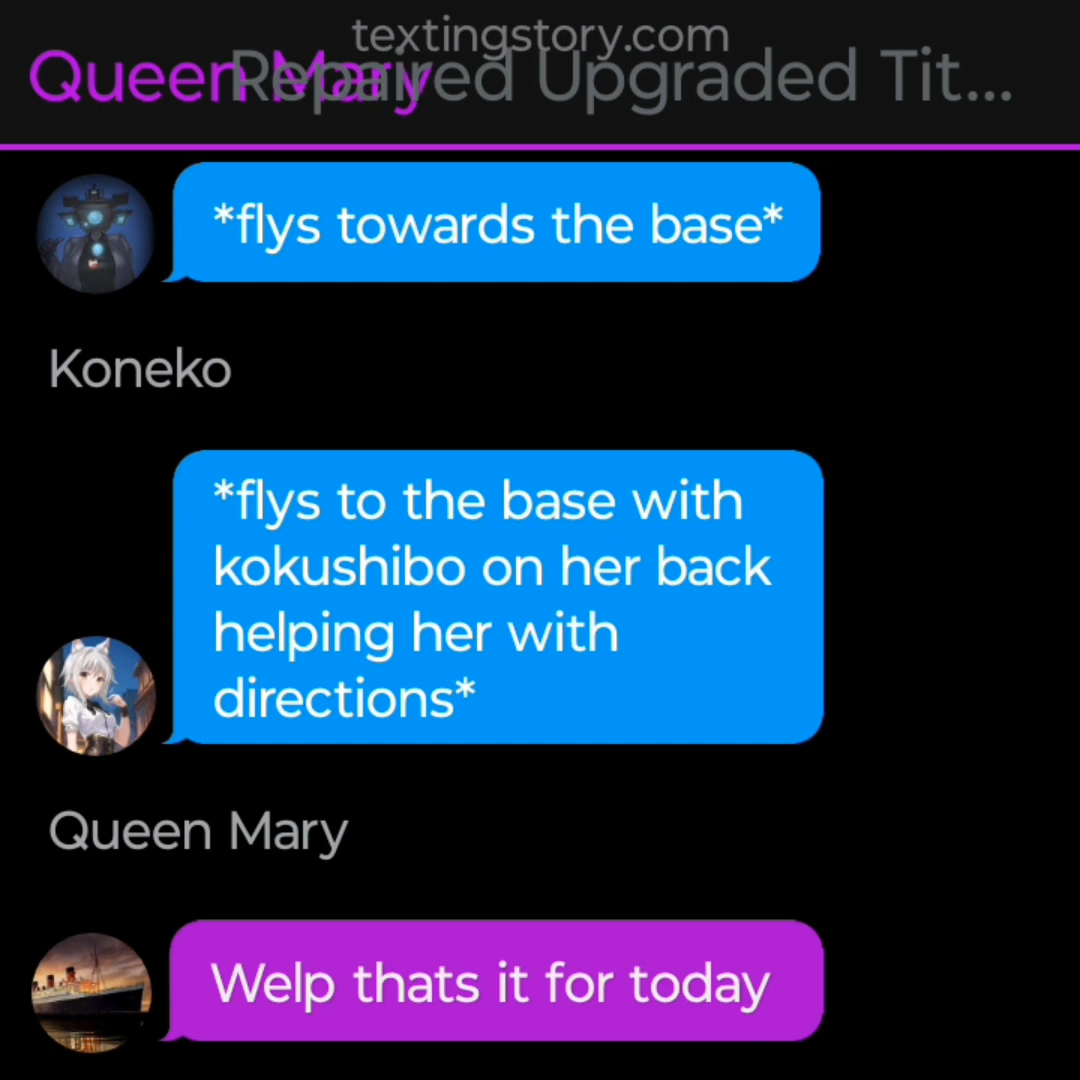 textingstory.com
Queen Mary
Repaired Upgraded Tit...
*flys towards the base*
Koneko
*flys to the base with
kokushibo on her back
helping her with
directions*
Queen Mary
Welp thats it for today